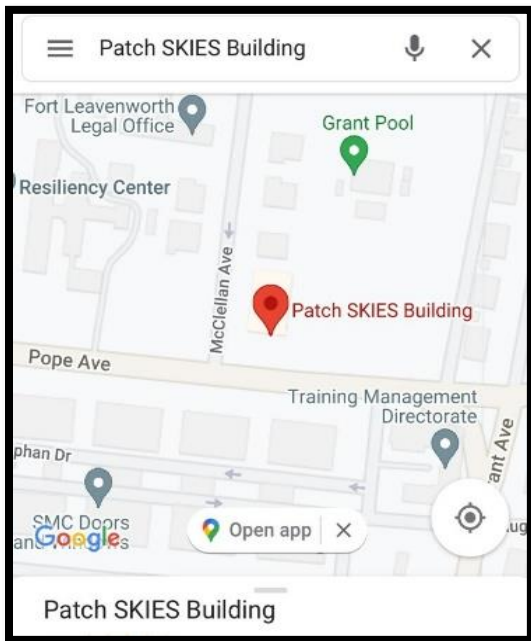 Patch SKIES Building
Fort Leavenworth
Legal Office
Grant Pool
Resiliency Center
McClellan Ave
Patch SKIES Building
Pope Ave
Training Management
Directorate
phan Dr
ant Ave
SMC Doors
Google
Open app
Patch SKIES Building